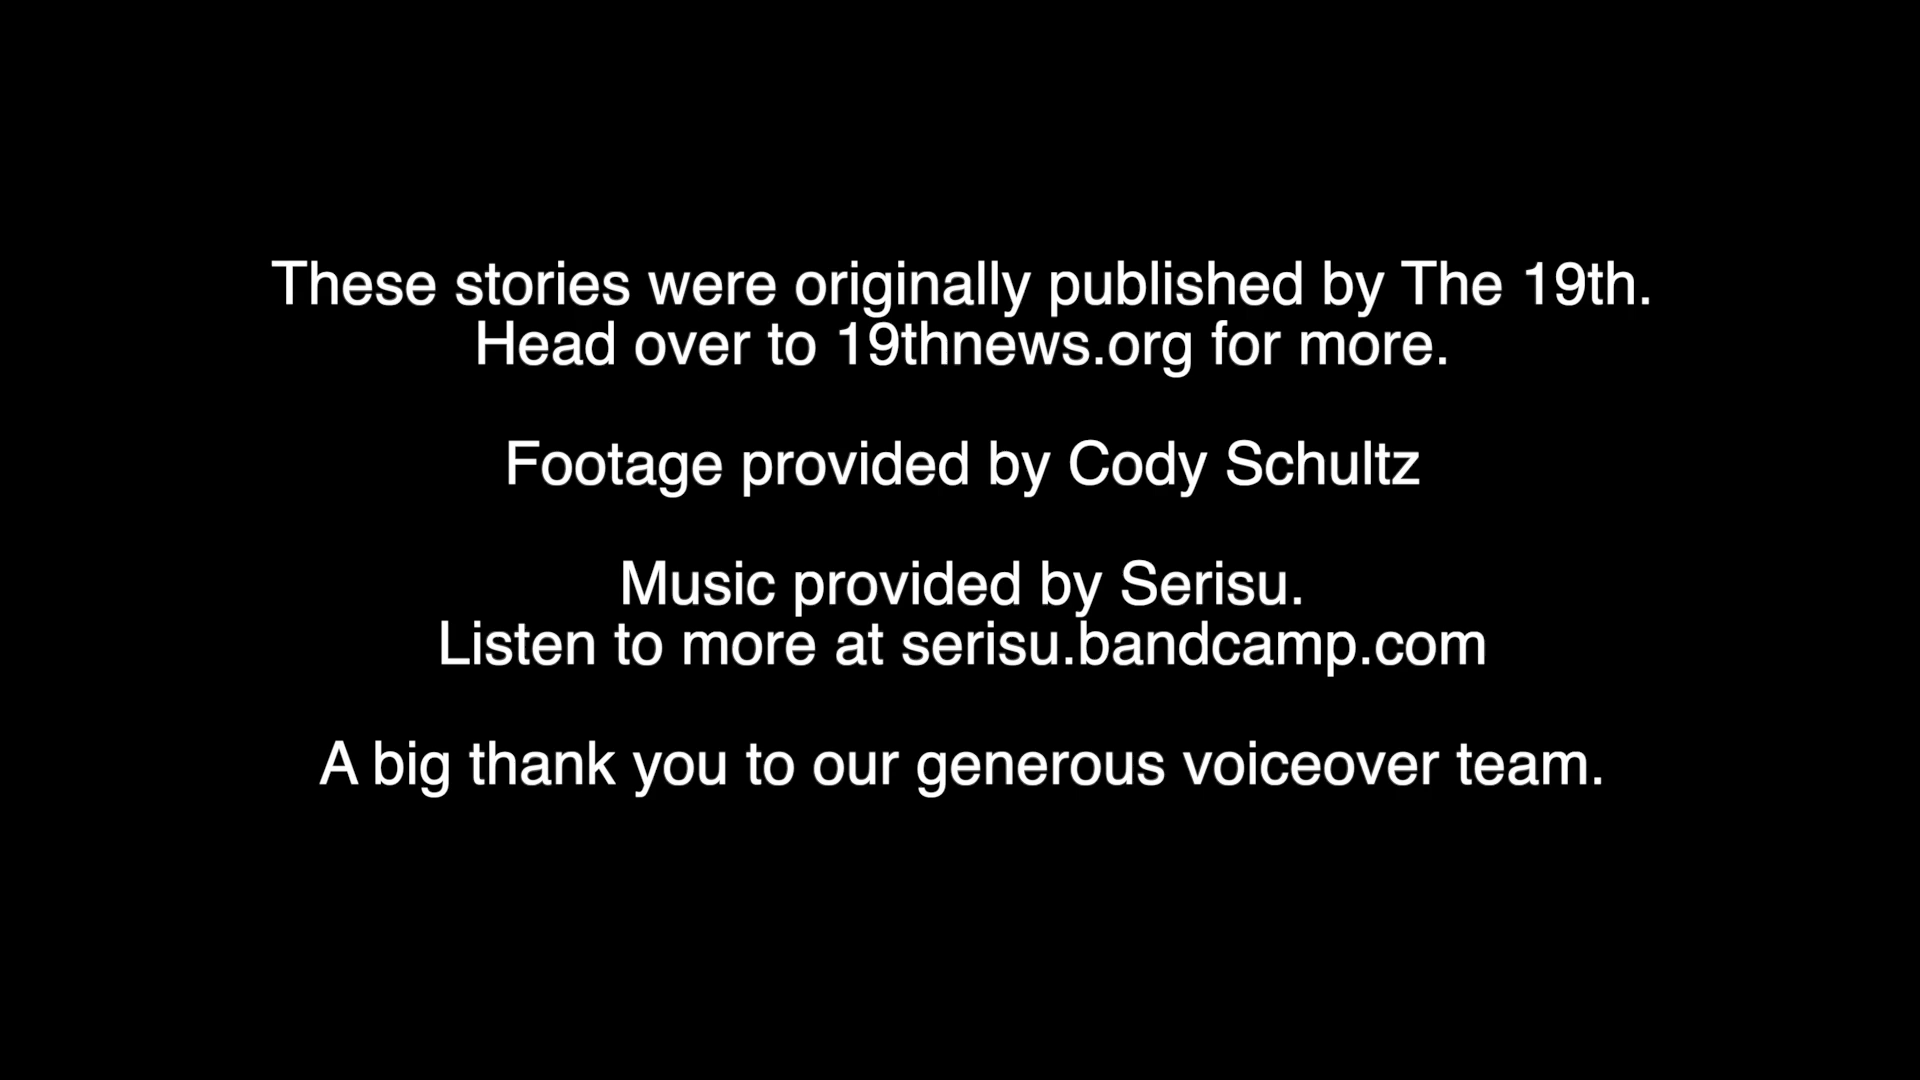 These stories were originally published by The 19th.
Head over to 19thnews.org for more.
Footage provided by Cody Schultz
Music provided by Serisu.
Listen to more at serisu.bandcamp.com
A big thank you to our generous voiceover team.